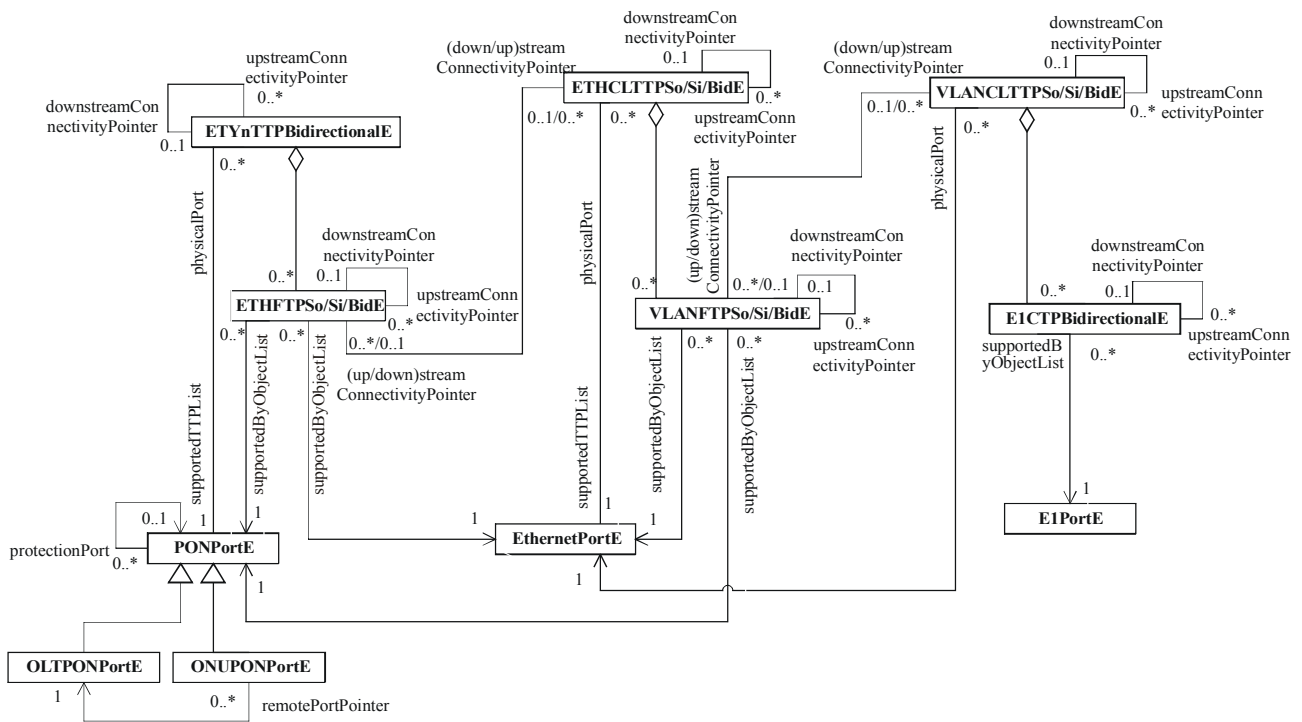 downstreamCon
nectivityPointer
0..1
0..*
ETHCLTTPSo/Si/BidE
upstreamConn
ectivityPointer
(down/up)stream
ConnectivityPointer
0..1/0..*
0..*
downstreamCon
nectivityPointer
0..1
0..*
VLANCLTTPSo/Si/BidE
upstreamConn
ectivityPointer
(down/up)stream
ConnectivityPointer
0..1/0..*
0..*
upstreamConn
ectivityPointer
0..*
downstreamCon
nectivityPointer
0..1
ETYnTTPBidirectionalE
0..*
physicalPort
physicalPort
(up/down)stream
ConnectivityPointer
physicalPort
0..*
downstreamCon
nectivityPointer
0..1
ETHFTPSo/Si/BidE
upstreamConn
ectivityPointer
0..*
0..*
0..*
0..*/0..1
(up/down)stream
ConnectivityPointer
0..*
0..*/0..1
downstreamCon
nectivityPointer
0..1
VLANFTPSo/Si/BidE
0..*
0..*
0..*
upstreamConn
ectivityPointer
downstreamCon
nectivityPointer
0..*
0..1
E1CTPBidirectionalE
0..*
upstreamConn
ectivityPointer
supportedB
yObjectList
0..*
supportedTTPList
supportedByObjectList
supportedByObjectList
supportedTTPList
supportedByObjectList
supportedByObjectList
0..1
protectionPort
0..*
1
1
PONPortE
1
1
1
EthernetPortE
1
1
1
E1PortE
1
OLTPONPortE
ONUPONPortE
1
0..*
remotePortPointer